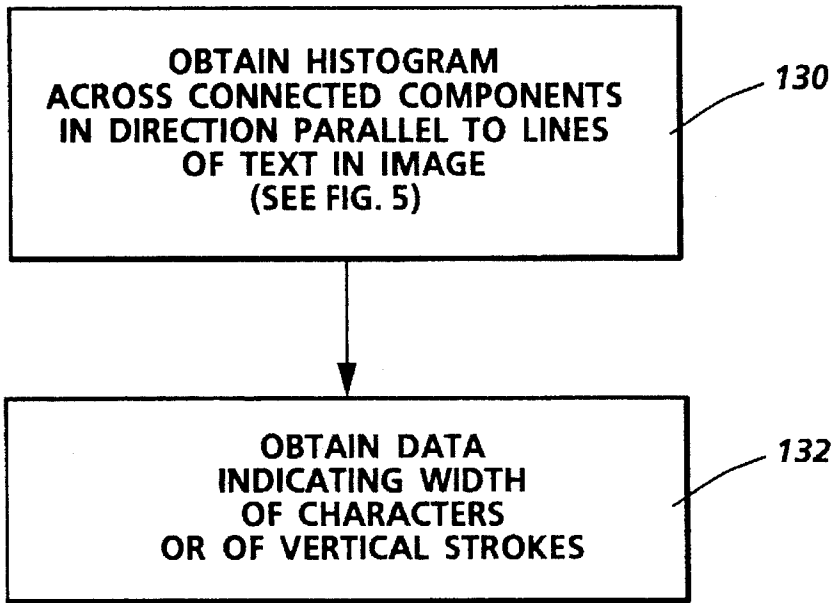 OBTAIN HISTOGRAM
ACROSS CONNECTED COMPONENTS
IN DIRECTION PARALLEL TO LINES
OF TEXT IN IMAGE
(SEE FIG. 5)
130
OBTAIN DATA
INDICATING WIDTH
OF CHARACTERS
OR OF VERTICAL STROKES
132